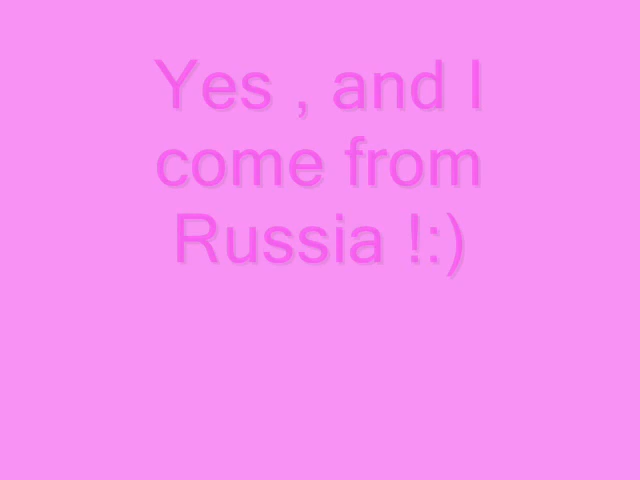 Yes , and I
come from
Russia !:)